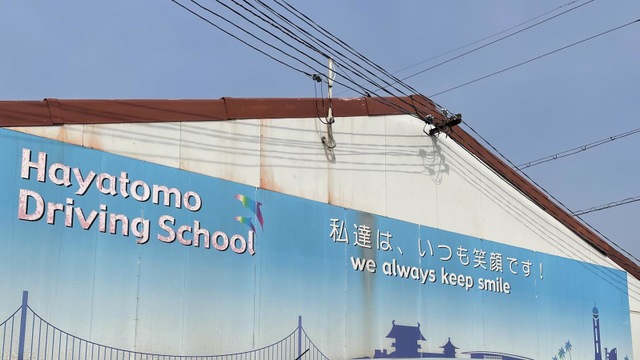 Hayatomo
Driving School
私達は、いつも笑顔です！
we always keep smile